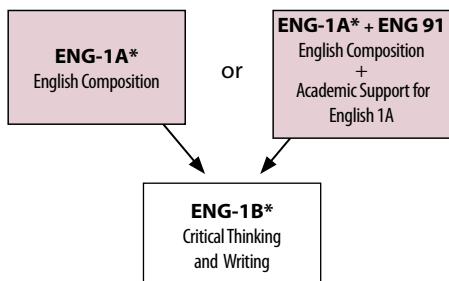 ENG-1A*
English Composition
or
ENG-1A* + ENG 91
English Composition
+
Academic Support for
English 1A
ENG-1B*
Critical Thinking
and Writing